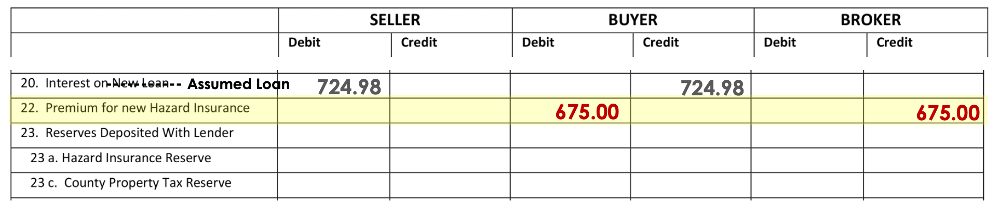 SELLER BUYER BROKER
Debit Credit Debit Credit Debit Credit
20. Interest on New Loan ---------- Assumed Loan 724.98 724.98
22. Premium for new Hazard Insurance 675.00 675.00
23. Reserves Deposited With Lender
23 a. Hazard Insurance Reserve
23 c. County Property Tax Reserve